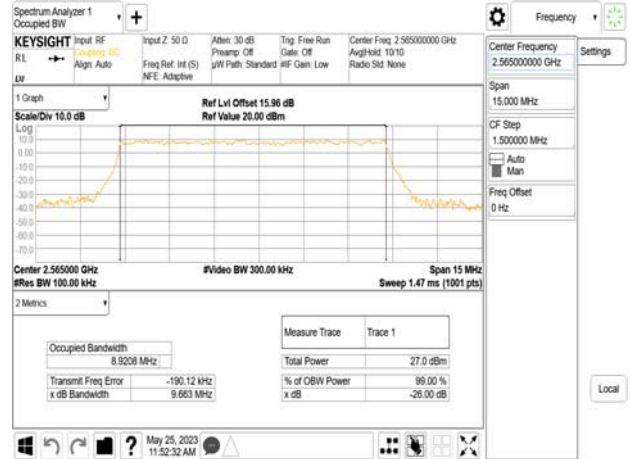 Spectrum Analyzer 1
Occupied BW
Frequency
KEYSIGHT
Input: RF
Coupling: DC
Align: Auto
Input Z: 50 Ω
Freq Ref: Int (S)
NFE: Adaptive
Atten: 30 dB
Preamp: Off
µW Path: Standard
Trig: Free Run
Gate: Off
#IF Gain: Low
Center Freq: 2.565000000 GHz
Avg|Hold: 10/10
Radio Std: None
RL
Center Frequency
2.565000000 GHz
Settings
Span
15.000 MHz
CF Step
1.500000 MHz
Auto
Man
Freq Offset
0 Hz
1 Graph
Ref Lvl Offset 15.96 dB
Scale/Div 10.0 dB
Ref Value 20.00 dBm
Log
10.0
0.00
-10.0
-20.0
-30.0
-40.0
-50.0
-60.0
-70.0
Center 2.565000 GHz
#Video BW 300.00 kHz
Span 15 MHz
#Res BW 100.00 kHz
Sweep 1.47 ms (1001 pts)
2 Metrics
Measure Trace
Trace 1
Occupied Bandwidth
8.9208 MHz
Total Power
27.0 dBm
Transmit Freq Error
-190.12 kHz
% of OBW Power
99.00 %
x dB Bandwidth
9.663 MHz
x dB
-26.00 dB
Local
May 25, 2023
11:52:32 AM